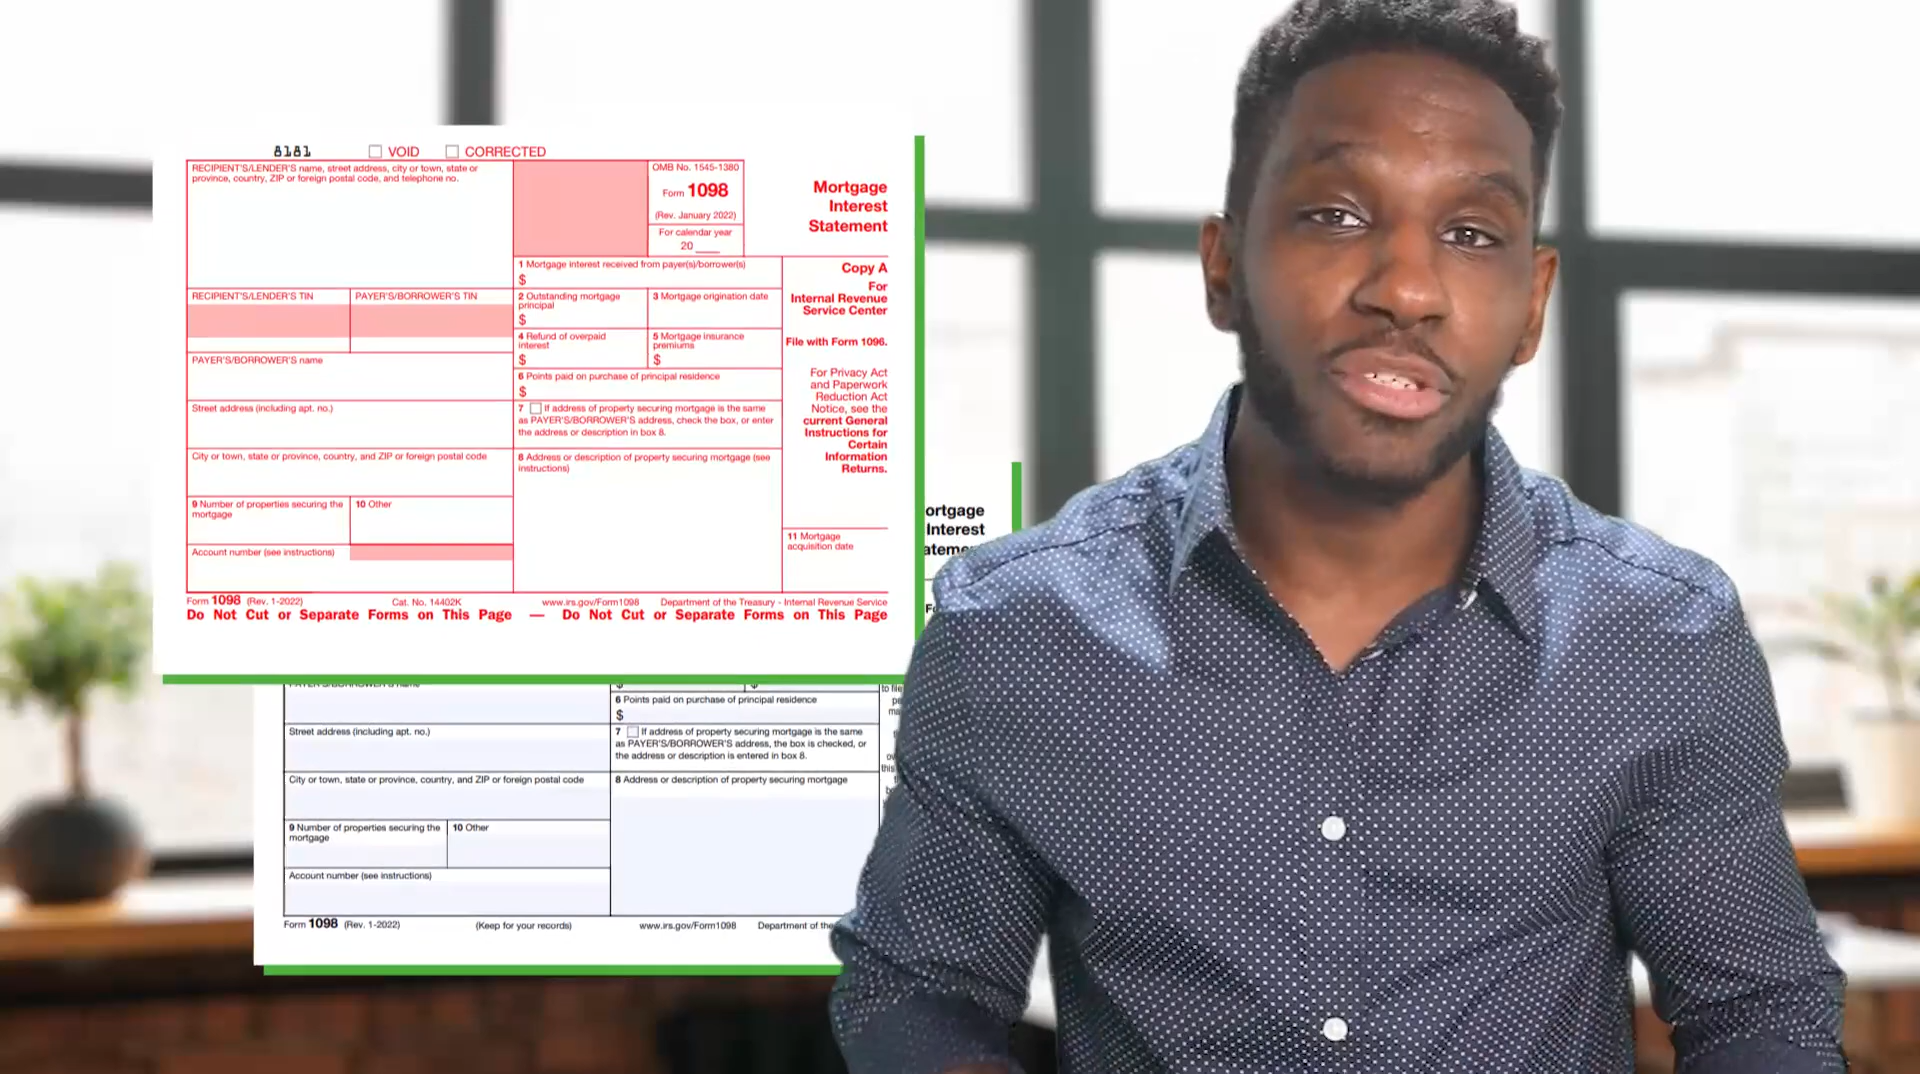 8181
VOID
CORRECTED
RECIPIENT'S/LENDER'S name, street address, city or town, state or
province, country, ZIP or foreign postal code, and telephone no.
OMB No. 1545-1380
Form 1098
(Rev. January 2022)
For calendar year
20
Mortgage
Interest
Statement
1 Mortgage interest received from payer(s)/borrower(s)
$
Copy A
For
Internal Revenue
Service Center
File with Form 1096.
For Privacy Act
and Paperwork
Reduction Act
Notice, see the
current General
Instructions for
Certain
Information
Returns.
RECIPIENT'S/LENDER'S TIN
PAYER'S/BORROWER'S TIN
2 Outstanding mortgage
principal
$
3 Mortgage origination date
4 Refund of overpaid
interest
$
5 Mortgage insurance
premiums
$
PAYER'S/BORROWER'S name
6 Points paid on purchase of principal residence
$
Street address (including apt. no.)
7 If address of property securing mortgage is the same
as PAYER'S/BORROWER'S address, check the box, or enter
the address or description in box 8.
City or town, state or province, country, and ZIP or foreign postal code
8 Address or description of property securing mortgage (see
instructions)
9 Number of properties securing the
mortgage
10 Other
11 Mortgage
acquisition date
Account number (see instructions)
Form 1098 (Rev. 1-2022)
Cat. No. 14402K
www.irs.gov/Form1098
Department of the Treasury - Internal Revenue Service
Do Not Cut or Separate Forms on This Page — Do Not Cut or Separate Forms on This Page
ortgage
Interest
ateme
6 Points paid on purchase of principal residence
$
Street address (including apt. no.)
7 If address of property securing mortgage is the same
as PAYER'S/BORROWER'S address, the box is checked, or
the address or description is entered in box 8.
City or town, state or province, country, and ZIP or foreign postal code
8 Address or description of property securing mortgage
9 Number of properties securing the
mortgage
10 Other
Account number (see instructions)
Form 1098 (Rev. 1-2022)
(Keep for your records)
www.irs.gov/Form1098
Department of the